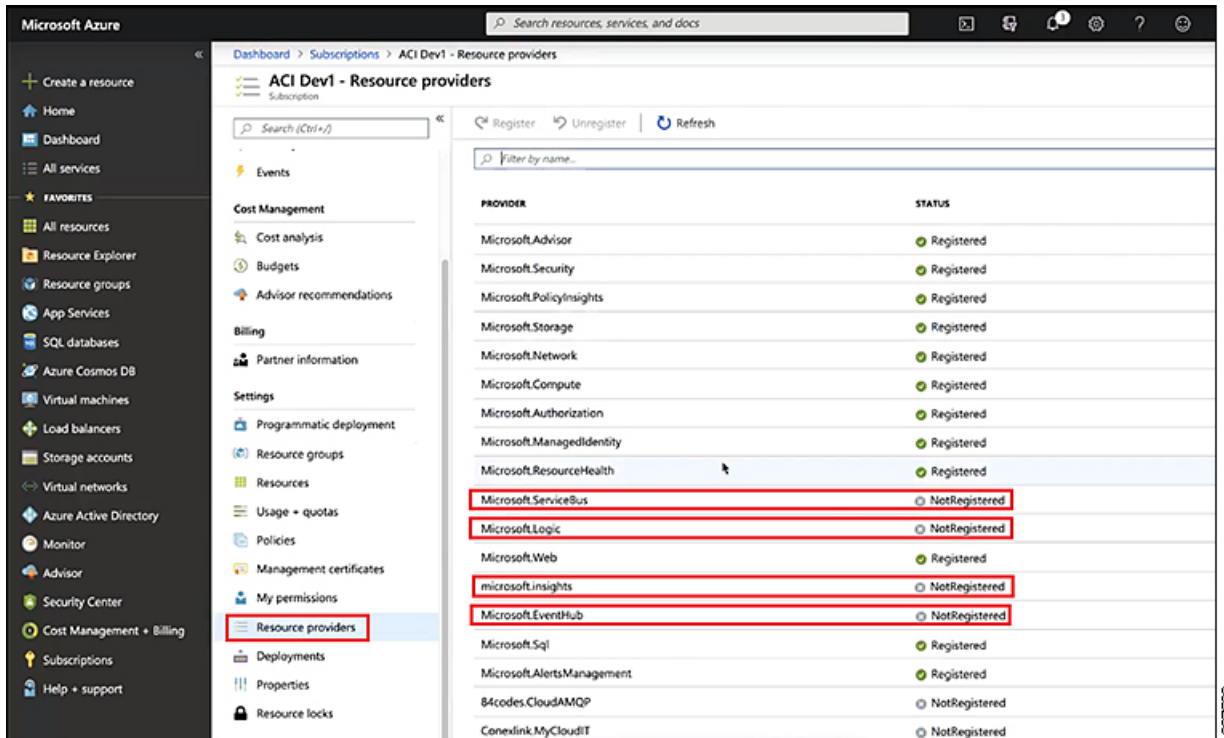 Microsoft Azure
Search resources, services, and docs
Dashboard > Subscriptions > ACI Dev1 - Resource providers
ACI Dev1 - Resource providers
Subscription
Create a resource
Home
Dashboard
All services
FAVORITES
All resources
Resource Explorer
Resource groups
App Services
SQL databases
Azure Cosmos DB
Virtual machines
Load balancers
Storage accounts
Virtual networks
Azure Active Directory
Monitor
Advisor
Security Center
Cost Management + Billing
Subscriptions
Help + support
Search (Ctrl+/)
Events
Cost Management
Cost analysis
Budgets
Advisor recommendations
Billing
Partner information
Settings
Programmatic deployment
Resource groups
Resources
Usage + quotas
Policies
Management certificates
My permissions
Resource providers
Deployments
Properties
Resource locks
Register Unregister Refresh
Filter by name...
PROVIDER STATUS
Microsoft.Advisor Registered
Microsoft.Security Registered
Microsoft.PolicyInsights Registered
Microsoft.Storage Registered
Microsoft.Network Registered
Microsoft.Compute Registered
Microsoft.Authorization Registered
Microsoft.ManagedIdentity Registered
Microsoft.ResourceHealth Registered
Microsoft.ServiceBus NotRegistered
Microsoft.Logic NotRegistered
Microsoft.Web Registered
microsoft.insights NotRegistered
Microsoft.EventHub NotRegistered
Microsoft.Sql Registered
Microsoft.AlertsManagement Registered
84codes.CloudAMQP NotRegistered
Conexlink.MyCloudIT NotRegistered